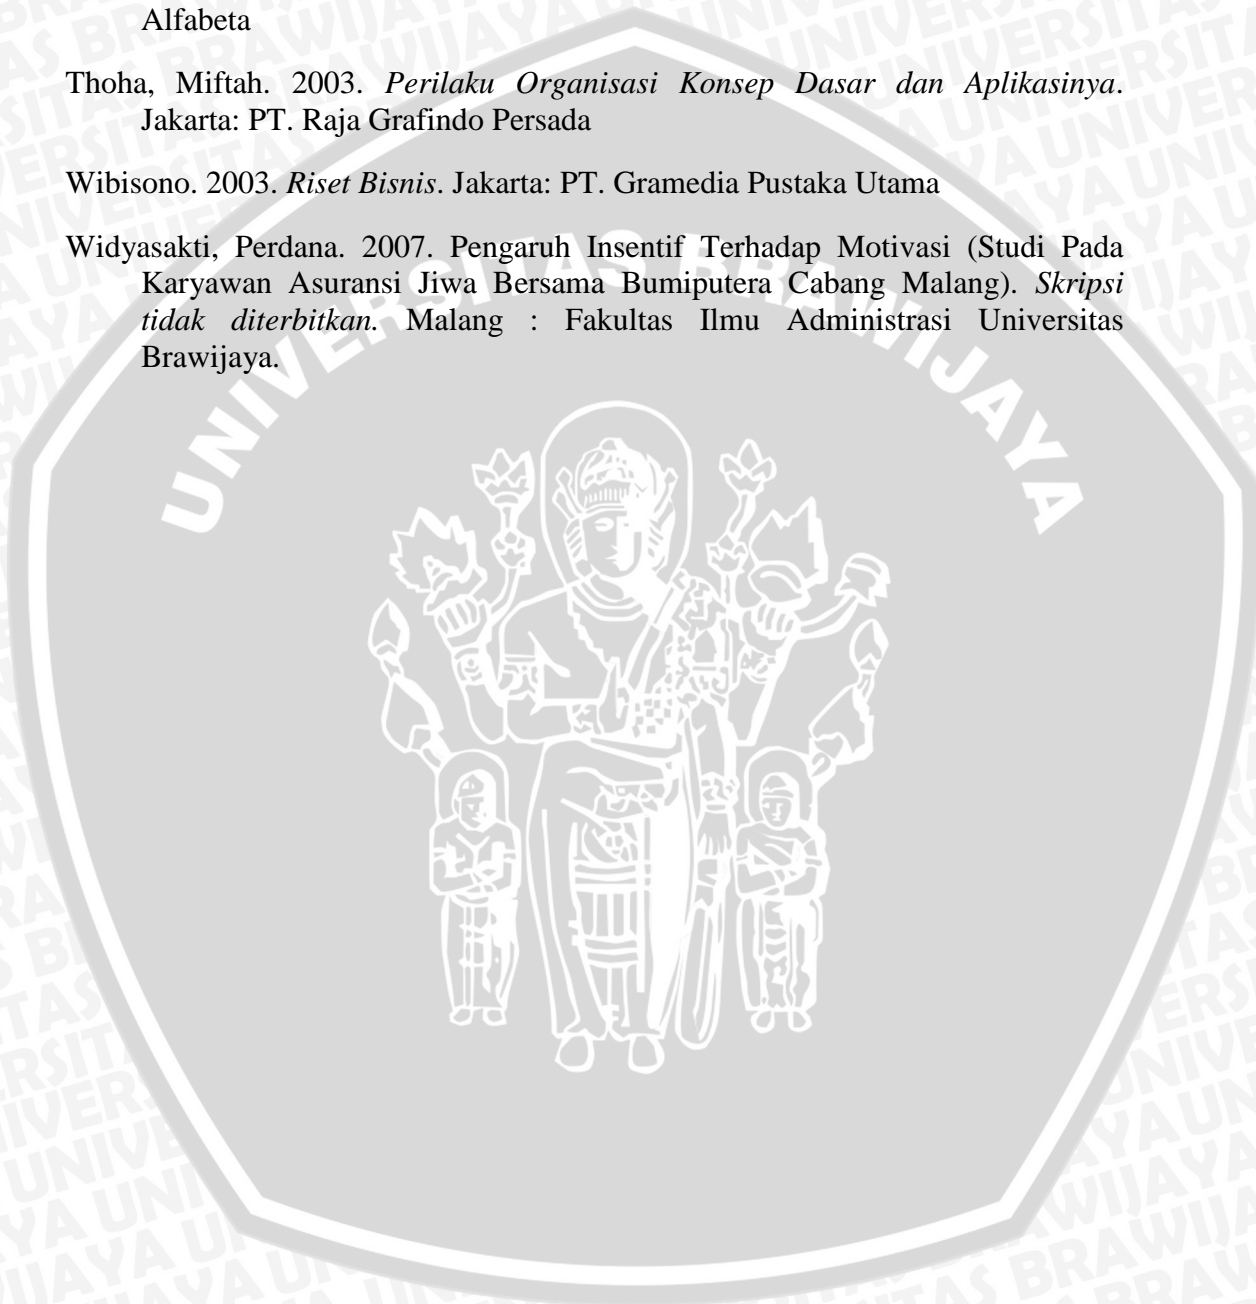 Alfabeta
Thoha, Miftah. 2003. Perilaku Organisasi Konsep Dasar dan Aplikasinya.
Jakarta: PT. Raja Grafindo Persada
Wibisono. 2003. Riset Bisnis. Jakarta: PT. Gramedia Pustaka Utama
Widyasakti, Perdana. 2007. Pengaruh Insentif Terhadap Motivasi (Studi Pada
Karyawan Asuransi Jiwa Bersama Bumiputera Cabang Malang). Skripsi
tidak diterbitkan. Malang : Fakultas Ilmu Administrasi Universitas
Brawijaya.
UNIVERSITAS BRAWIJAYA